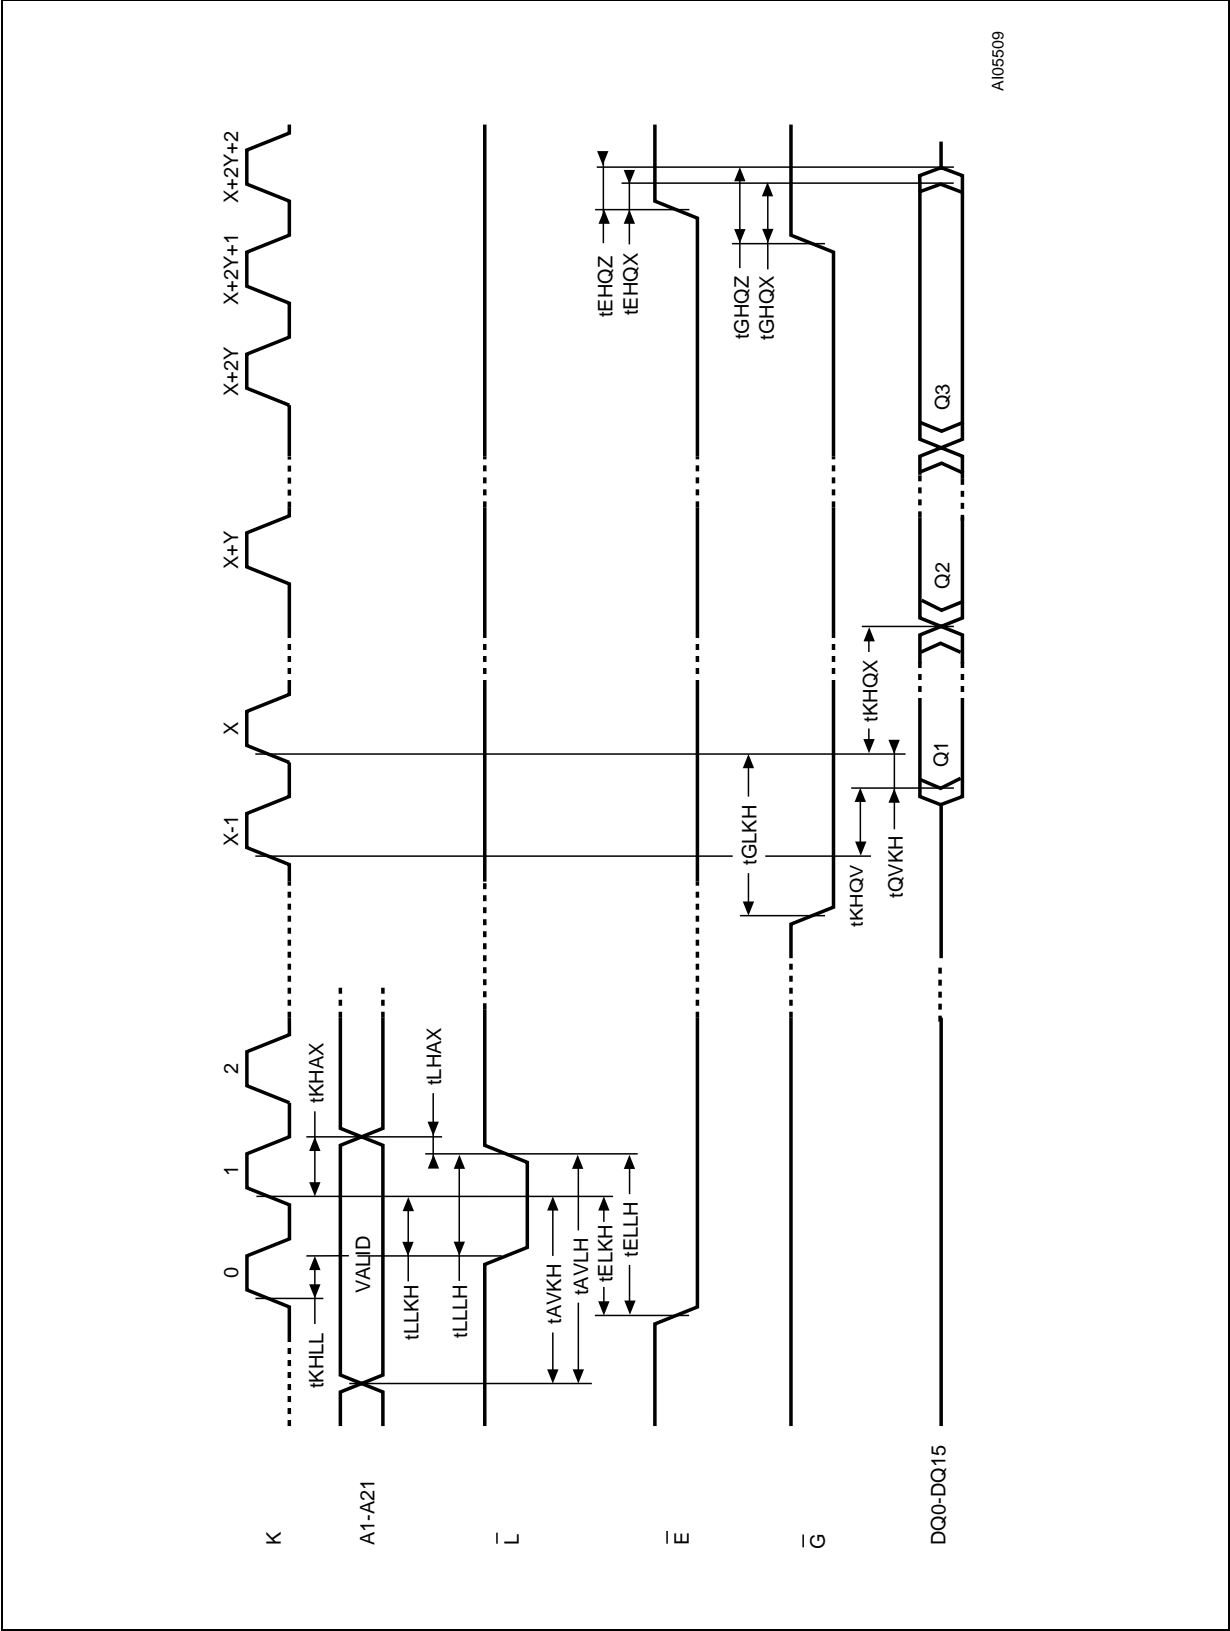 0
1
2
X-1
X
X+Y
X+2Y
X+2Y+1
X+2Y+2
K
tKHLL
tKHAX
A1-A21
VALID
tLLKH
tLHAX
tLLLH
L
tAVKH
tAVLH
tELKH
tELLH
tEHQZ
tEHQX
E
tGLKH
tGHQZ
tGHQX
G
tKHQV
tKHQX
tQVKH
DQ0-DQ15
Q1
Q2
Q3
AI05509